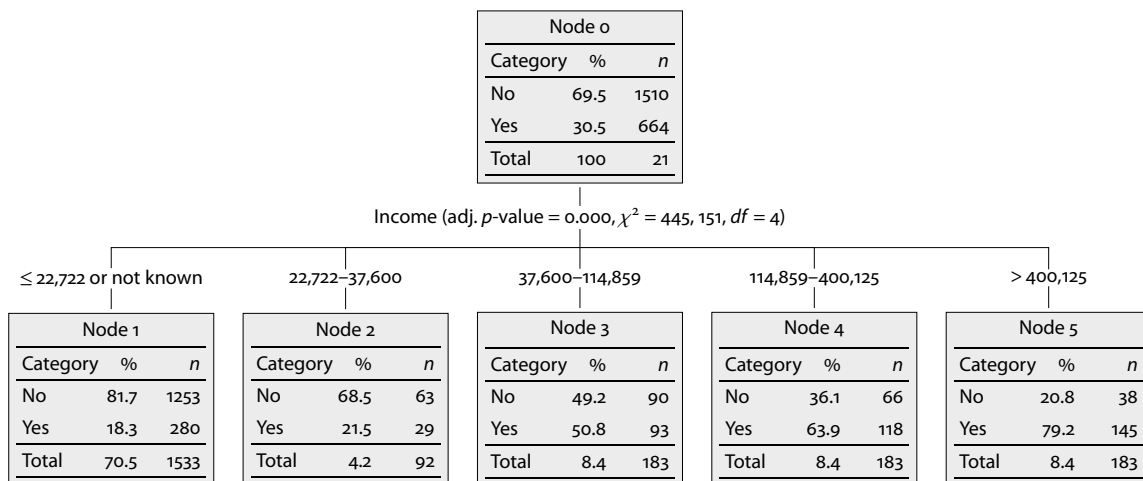 Node 0
Category % n
No 69.5 1510
Yes 30.5 664
Total 100 21
Income (adj. p-value = 0.000, χ² = 445, 151, df = 4)
≤ 22,722 or not known 22,722–37,600 37,600–114,859 114,859–400,125 > 400,125
Node 1 Node 2 Node 3 Node 4 Node 5
Category % n Category % n Category % n Category % n Category % n
No 81.7 1253 No 68.5 63 No 49.2 90 No 36.1 66 No 20.8 38
Yes 18.3 280 Yes 21.5 29 Yes 50.8 93 Yes 63.9 118 Yes 79.2 145
Total 70.5 1533 Total 4.2 92 Total 8.4 183 Total 8.4 183 Total 8.4 183